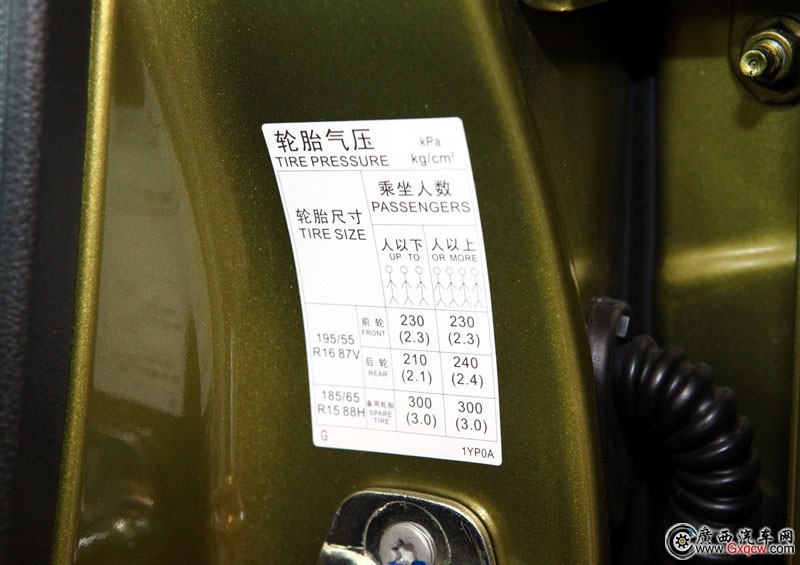 轮胎气压 kPa
TIRE PRESSURE kg/cm²
乘坐人数
PASSENGERS
轮胎尺寸
TIRE SIZE
人以下 人以上
UP TO OR MORE
195/55
R16 87V
前轮 230 230
FRONT (2.3) (2.3)
后轮 210 240
REAR (2.1) (2.4)
185/65
R15 88H
备用轮胎 300 300
SPARE (3.0) (3.0)
TIRE
G 1YP0A
廣西汽车网
www.Gxqcw.com